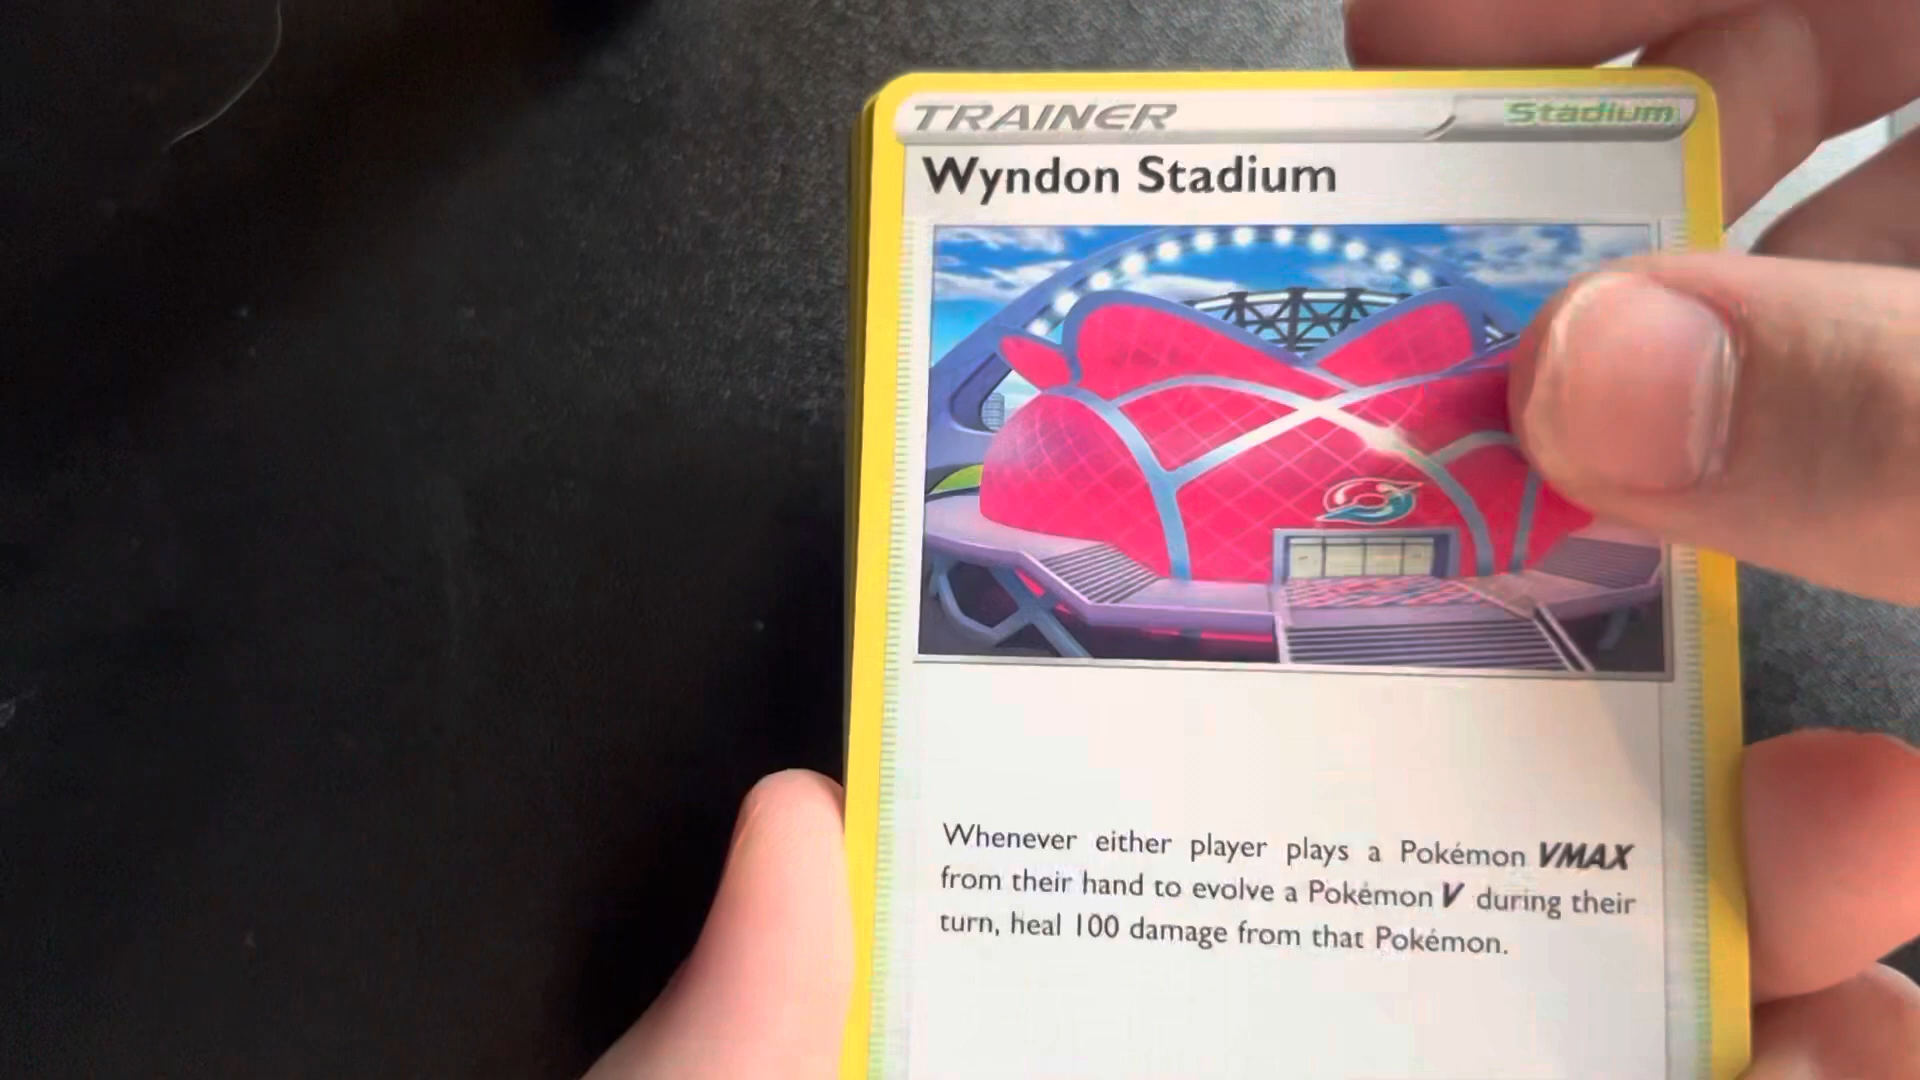 TRAINER Stadium
Wyndon Stadium
Whenever either player plays a Pokémon VMAX
from their hand to evolve a Pokémon V during their
turn, heal 100 damage from that Pokémon.